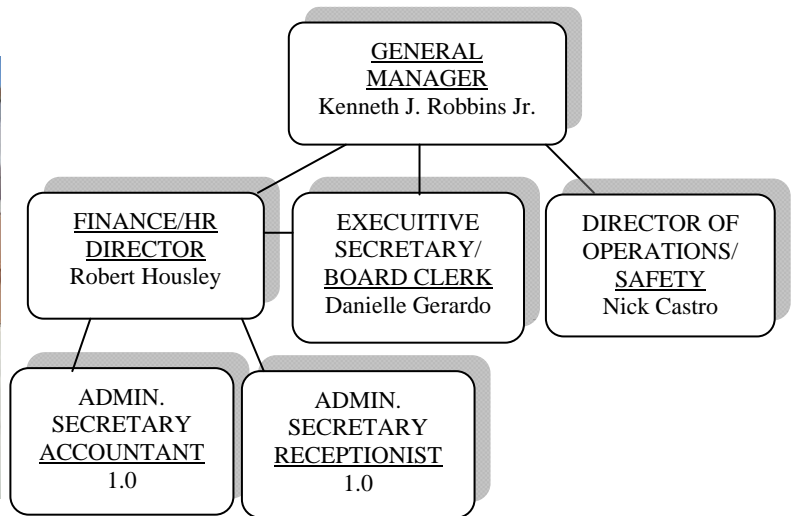 GENERAL
MANAGER
Kenneth J. Robbins Jr.
FINANCE/HR
DIRECTOR
Robert Housley
EXECUITIVE
SECRETARY/
BOARD CLERK
Danielle Gerardo
DIRECTOR OF
OPERATIONS/
SAFETY
Nick Castro
ADMIN.
SECRETARY
ACCOUNTANT
1.0
ADMIN.
SECRETARY
RECEPTIONIST
1.0